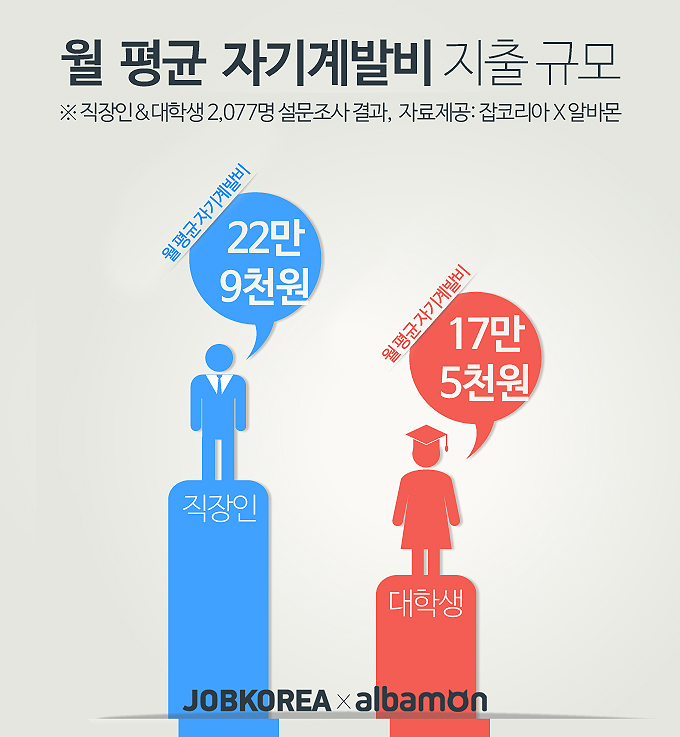 월 평균 자기계발비 지출 규모
※ 직장인 & 대학생 2,077명 설문조사 결과, 자료제공 : 잡코리아 X 알바몬
월 평균 자기계발비
22만
9천원
월 평균 자기계발비
17만
5천원
직장인
대학생
JOBKOREA × albamon